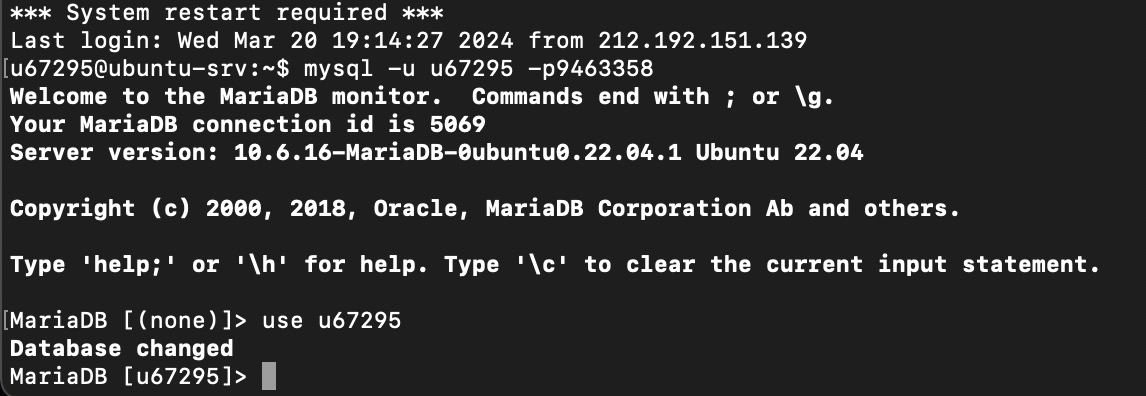 *** System restart required ***
Last login: Wed Mar 20 19:14:27 2024 from 212.192.151.139
[u67295@ubuntu-srv:~$ mysql -u u67295 -p9463358
Welcome to the MariaDB monitor.  Commands end with ; or \g.
Your MariaDB connection id is 5069
Server version: 10.6.16-MariaDB-0ubuntu0.22.04.1 Ubuntu 22.04
Copyright (c) 2000, 2018, Oracle, MariaDB Corporation Ab and others.
Type 'help;' or '\h' for help. Type '\c' to clear the current input statement.
[MariaDB [(none)]> use u67295
Database changed
MariaDB [u67295]>